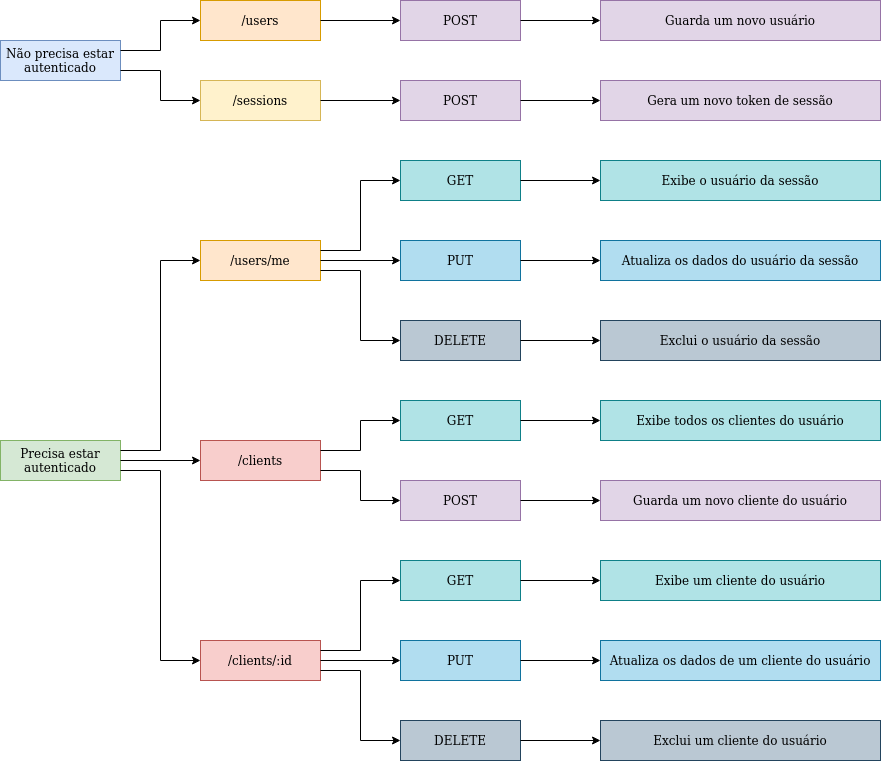 /users
POST
Guarda um novo usuário
Não precisa estar
autenticado
/sessions
POST
Gera um novo token de sessão
GET
Exibe o usuário da sessão
/users/me
PUT
Atualiza os dados do usuário da sessão
DELETE
Exclui o usuário da sessão
GET
Exibe todos os clientes do usuário
Precisa estar
autenticado
/clients
POST
Guarda um novo cliente do usuário
GET
Exibe um cliente do usuário
/clients/:id
PUT
Atualiza os dados de um cliente do usuário
DELETE
Exclui um cliente do usuário